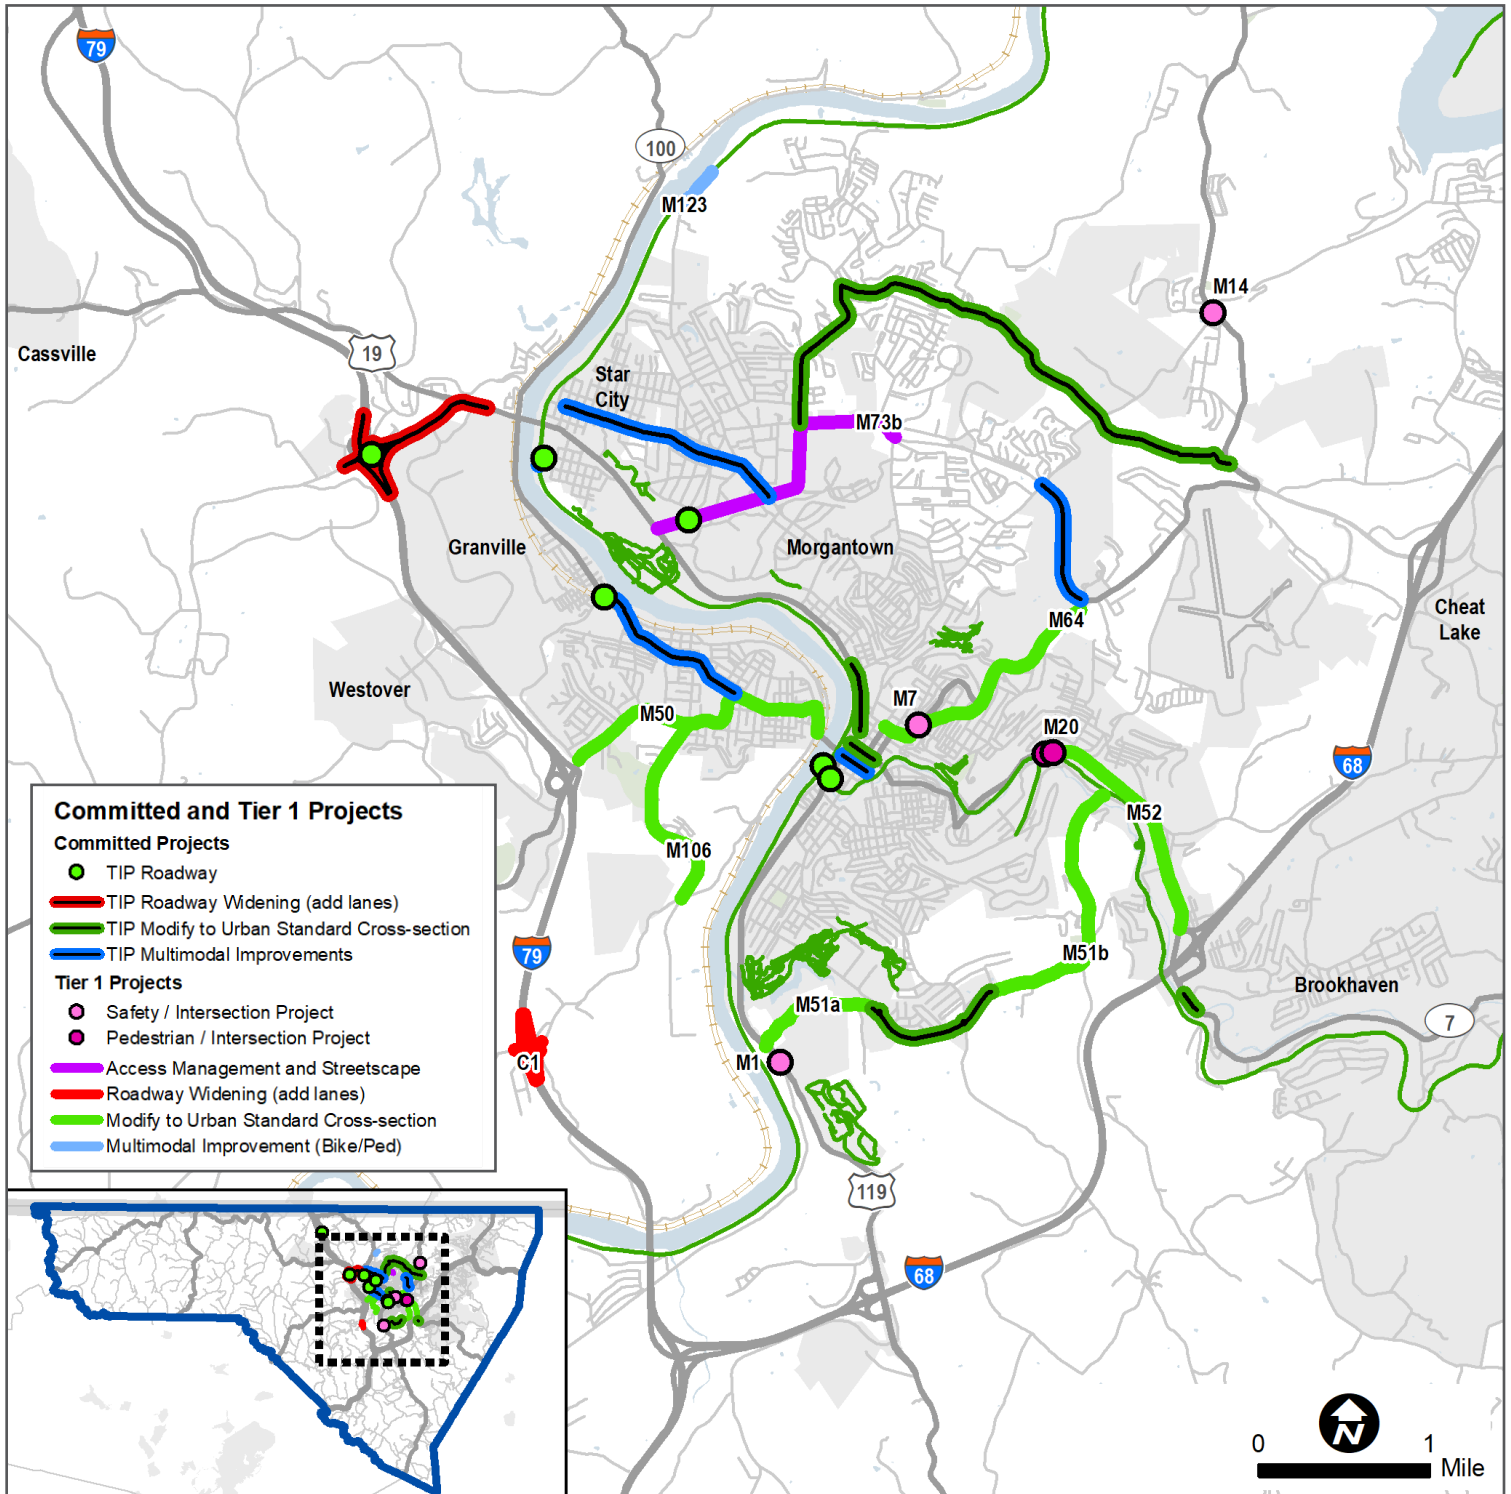 79
100
M123
M14
Cassville
19
Star
City
M73b
Granville
Morgantown
Cheat
Lake
M64
Westover
M7
M50
M20
68
M52
M106
79
M51b
Brookhaven
M51a
7
M1
C1
119
68
Committed and Tier 1 Projects
Committed Projects
TIP Roadway
TIP Roadway Widening (add lanes)
TIP Modify to Urban Standard Cross-section
TIP Multimodal Improvements
Tier 1 Projects
Safety / Intersection Project
Pedestrian / Intersection Project
Access Management and Streetscape
Roadway Widening (add lanes)
Modify to Urban Standard Cross-section
Multimodal Improvement (Bike/Ped)
N
0 1
Mile